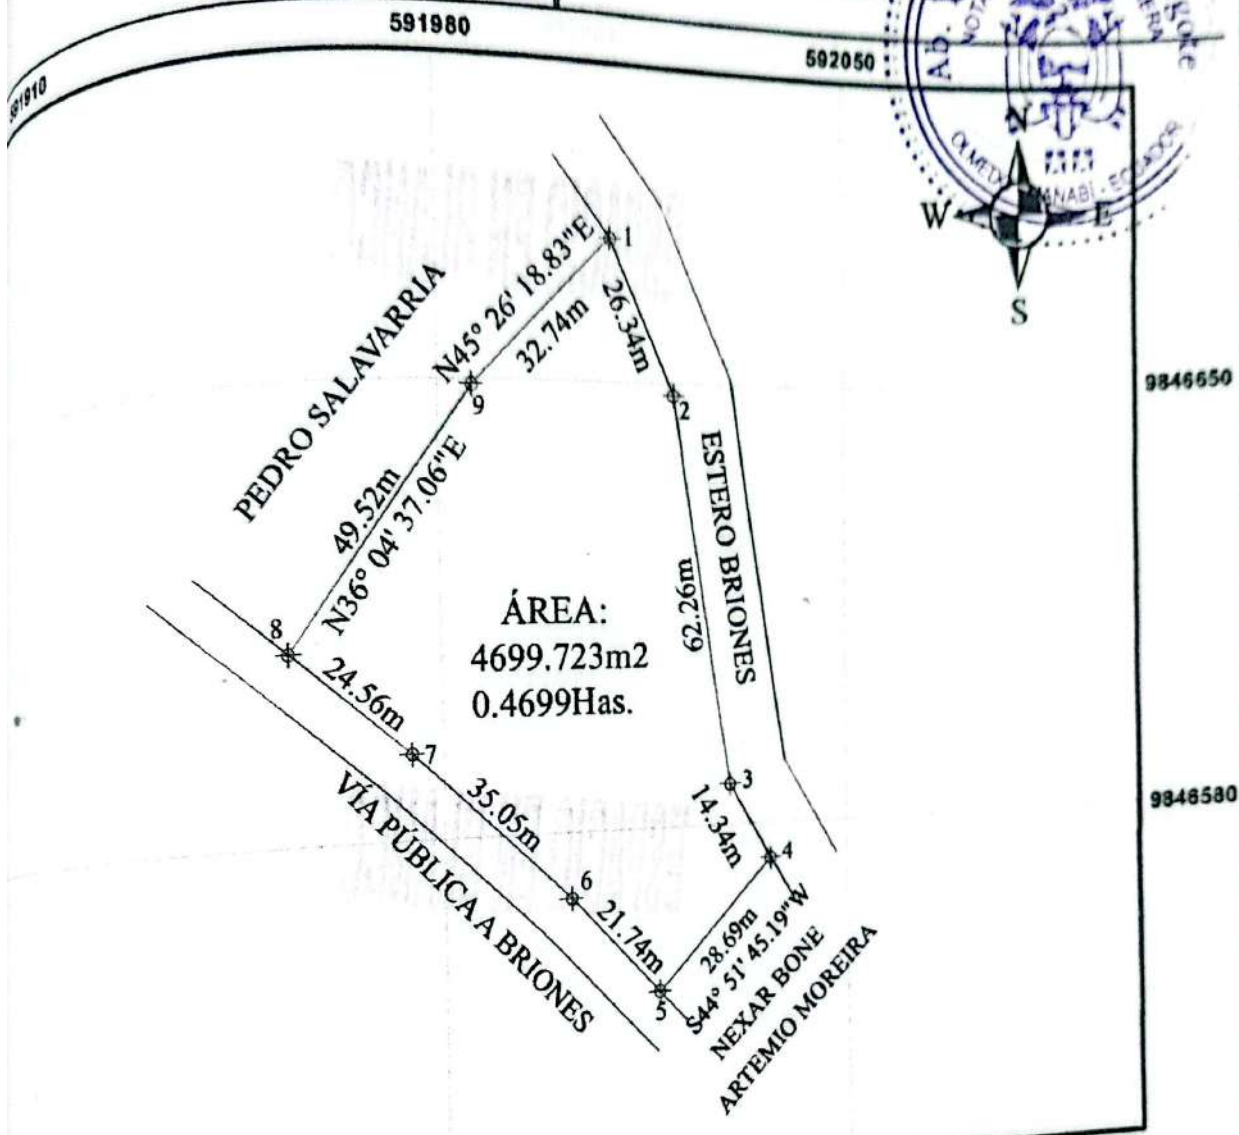 591910
591980
592050
Ab.
OLMEDO - MANABÍ - ECUADOR
N
W
E
S
9846650
9846580
1
N45° 26' 18.83"E
32.74m
26.34m
PEDRO SALAVARRIA
9
2
49.52m
N36° 04' 37.06"E
ESTERO BRIONES
62.26m
ÁREA:
4699.723m2
0.4699Has.
8
24.56m
7
3
14.34m
4
VÍA PÚBLICA A BRIONES
35.05m
6
21.74m
5
28.69m
S44° 51' 45.19"W
NEXAR BONE
ARTEMIO MOREIRA